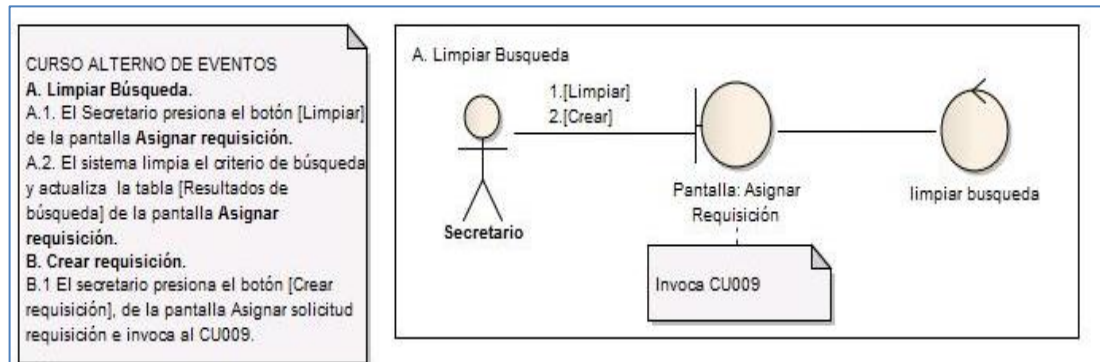 CURSO ALTERNO DE EVENTOS
A. Limpiar Búsqueda.
A.1. El Secretario presiona el botón [Limpiar]
de la pantalla Asignar requisición.
A.2. El sistema limpia el criterio de búsqueda
y actualiza la tabla [Resultados de
búsqueda] de la pantalla Asignar
requisición.
B. Crear requisición.
B.1 El secretario presiona el botón [Crear
requisición], de la pantalla Asignar solicitud
requisición e invoca al CU009.
A. Limpiar Busqueda
1.[Limpiar]
2.[Crear]
Secretario
Pantalla: Asignar
Requisición
limpiar busqueda
Invoca CU009